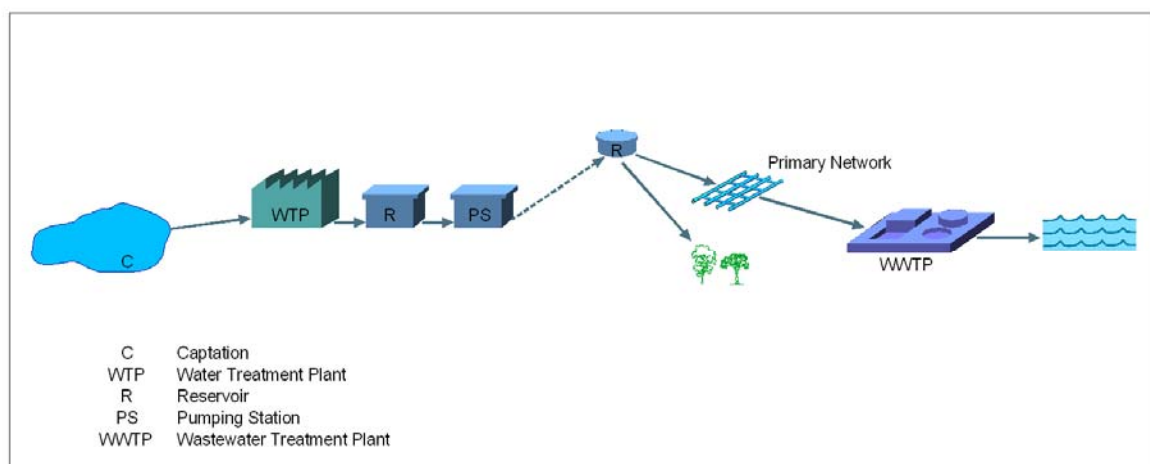 R
Primary Network
WTP
R
PS
C
WWTP
C Captation
WTP Water Treatment Plant
R Reservoir
PS Pumping Station
WWTP Wastewater Treatment Plant